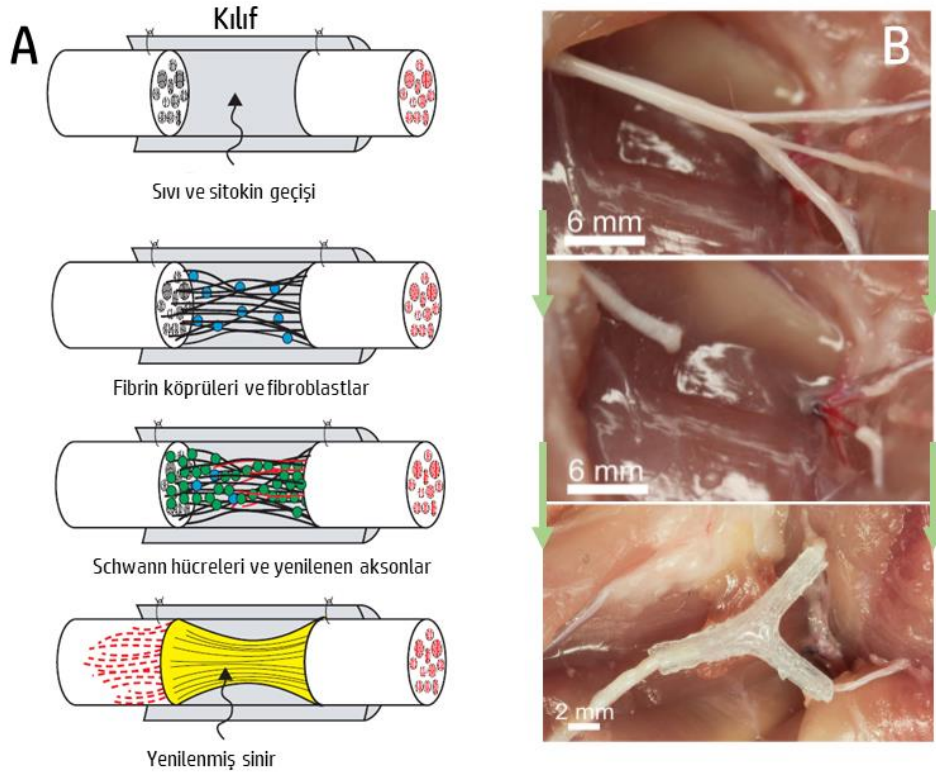 A
Kılıf
Sıvı ve sitokin geçişi
Fibrin köprüleri ve fibroblastlar
Schwann hücreleri ve yenilenen aksonlar
Yenilenmiş sinir
B
6 mm
6 mm
2 mm